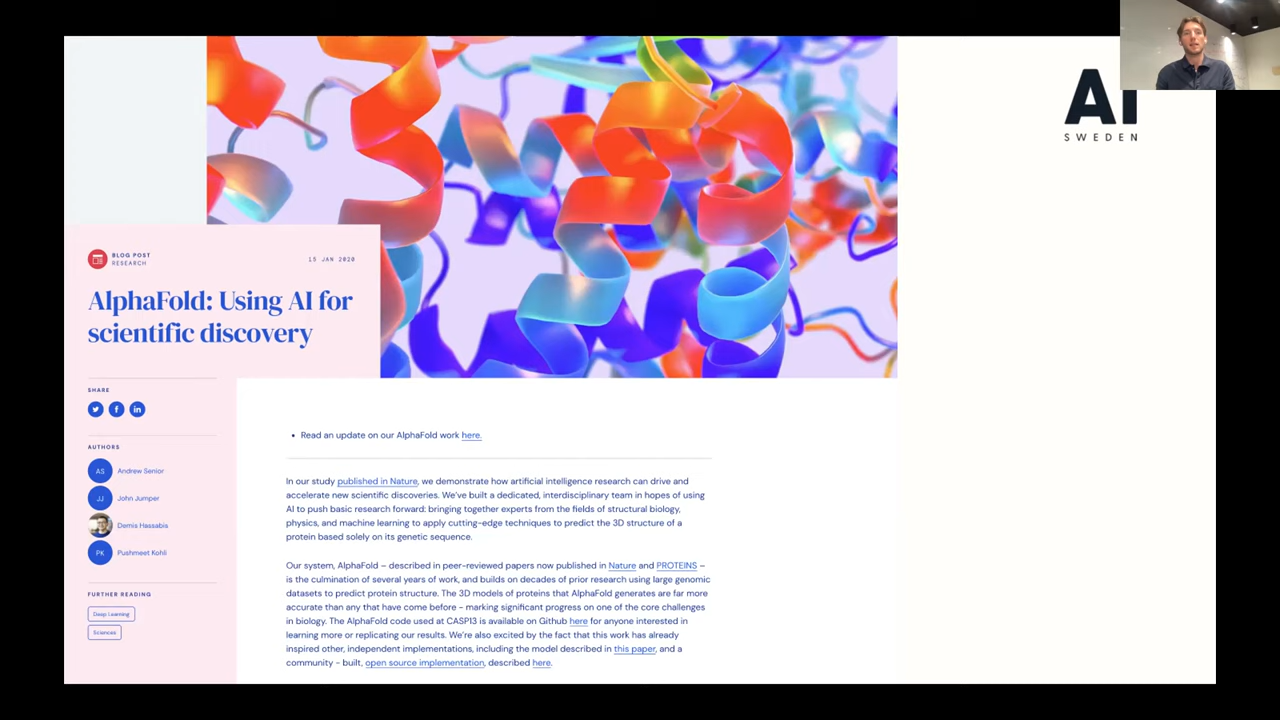 AI
SWEDEN
BLOG POST
RESEARCH
15 JAN 2020
AlphaFold: Using AI for
scientific discovery
SHARE
AUTHORS
AS Andrew Senior
JJ John Jumper
Demis Hassabis
PK Pushmeet Kohli
FURTHER READING
Deep Learning
Sciences
• Read an update on our AlphaFold work here.
In our study published in Nature, we demonstrate how artificial intelligence research can drive and
accelerate new scientific discoveries. We've built a dedicated, interdisciplinary team in hopes of using
AI to push basic research forward: bringing together experts from the fields of structural biology,
physics, and machine learning to apply cutting-edge techniques to predict the 3D structure of a
protein based solely on its genetic sequence.
Our system, AlphaFold – described in peer-reviewed papers now published in Nature and PROTEINS –
is the culmination of several years of work, and builds on decades of prior research using large genomic
datasets to predict protein structure. The 3D models of proteins that AlphaFold generates are far more
accurate than any that have come before - marking significant progress on one of the core challenges
in biology. The AlphaFold code used at CASP13 is available on Github here for anyone interested in
learning more or replicating our results. We're also excited by the fact that this work has already
inspired other, independent implementations, including the model described in this paper, and a
community - built, open source implementation, described here.